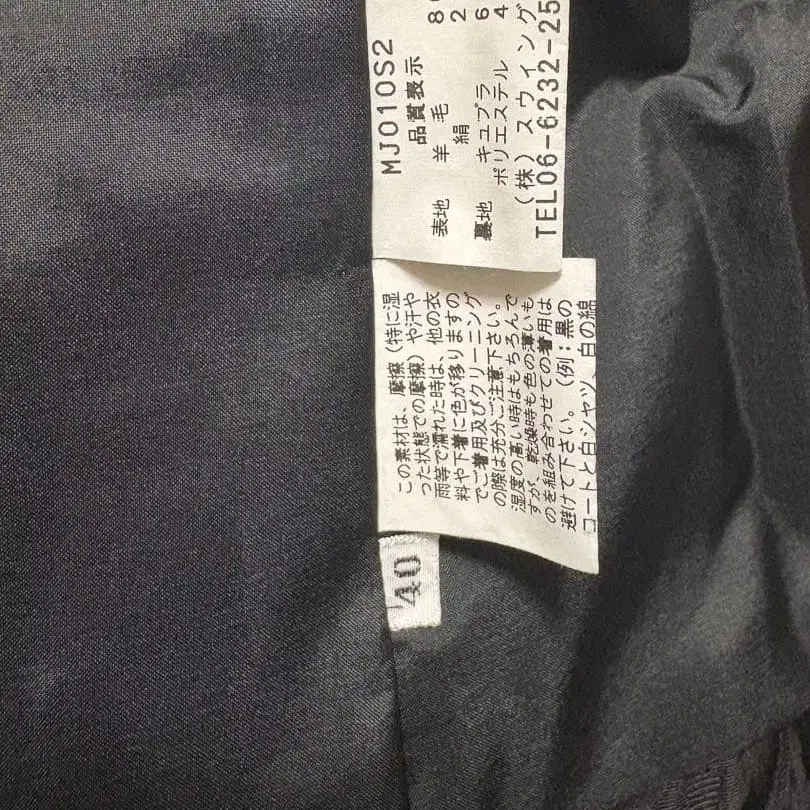 MJ010S2
品質表示
表地 羊毛 8
絹 2
裏地 キュプラ 6
ポリエステル 4
(株)スウィング
TEL06-6232-25
この素材は、摩擦(特に湿
った状態での摩擦)や汗や
雨等で濡れた時は、他の衣
料や下着に色が移りますの
でご着用及びクリーニング
の際は充分ご注意下さい。
湿度の高い時はもちろんで
すが、乾燥時も色の薄いも
のを組み合わせての着用は
避けて下さい。(例:黒の
コートと白シャツ、白の綿
40